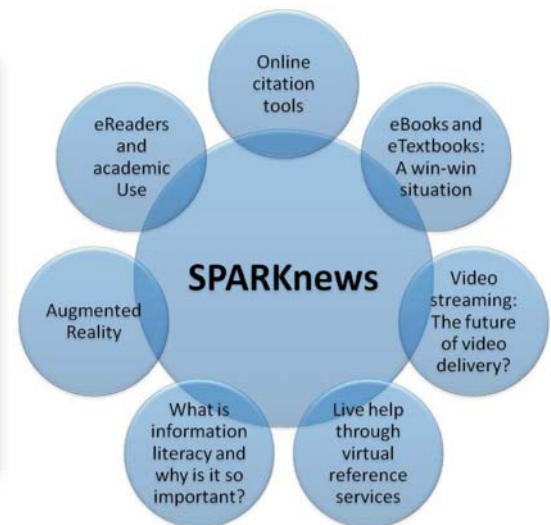 Online
citation
tools
eBooks and
eTextbooks:
A win-win
situation
Video
streaming:
The future
of video
delivery?
Live help
through
virtual
reference
services
What is
information
literacy and
why is it so
important?
Augmented
Reality
eReaders
and
academic
Use
SPARKnews